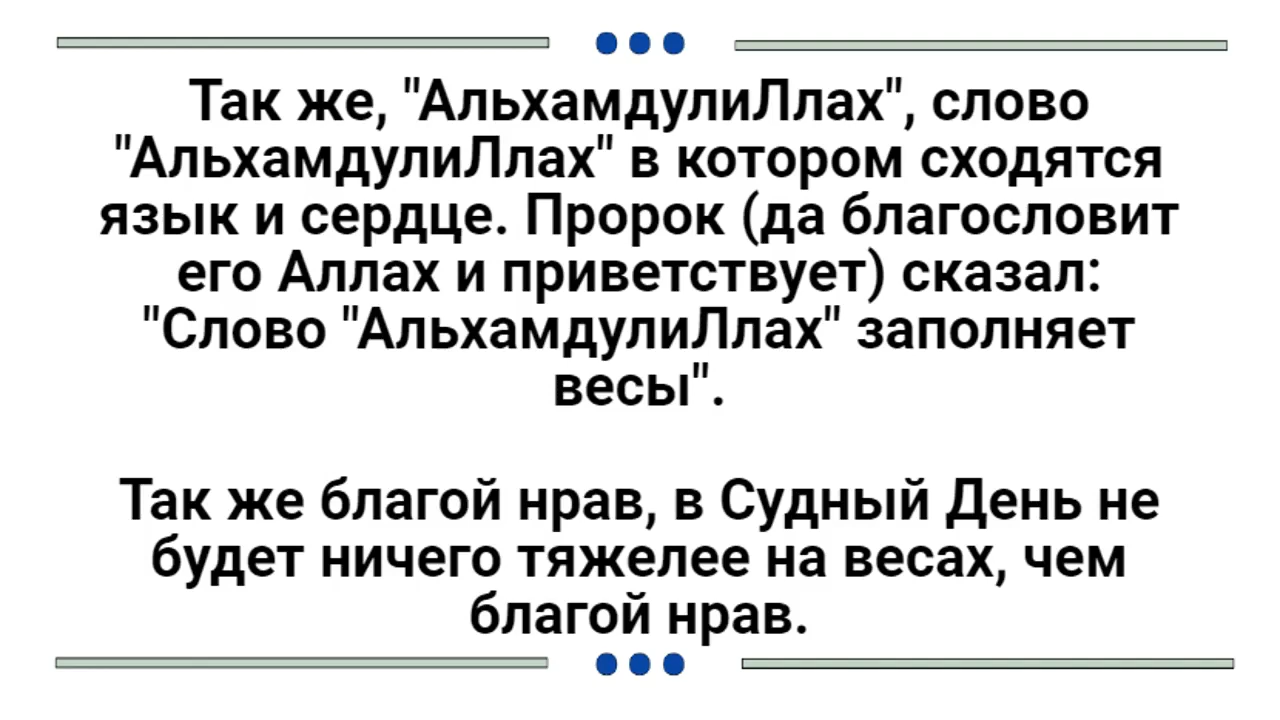 Так же, "АльхамдулиЛлах", слово
"АльхамдулиЛлах" в котором сходятся
язык и сердце. Пророк (да благословит
его Аллах и приветствует) сказал:
"Слово "АльхамдулиЛлах" заполняет
весы".
Так же благой нрав, в Судный День не
будет ничего тяжелее на весах, чем
благой нрав.